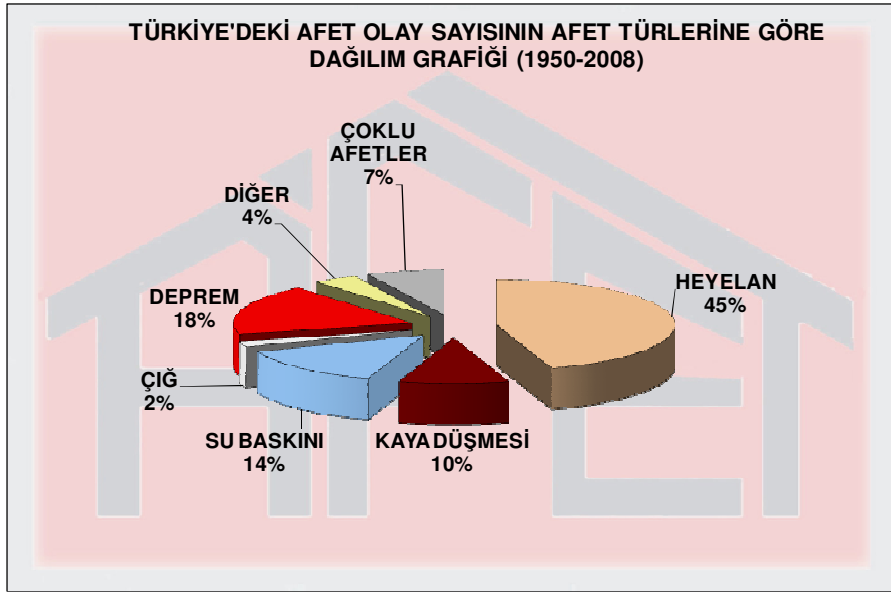 TÜRKİYE'DEKİ AFET OLAY SAYISININ AFET TÜRLERİNE GÖRE
DAĞILIM GRAFİĞİ (1950-2008)
ÇOKLU
AFETLER
7%
DİĞER
4%
HEYELAN
45%
DEPREM
18%
ÇIĞ
2%
SU BASKINI
14%
KAYA DÜŞMESİ
10%